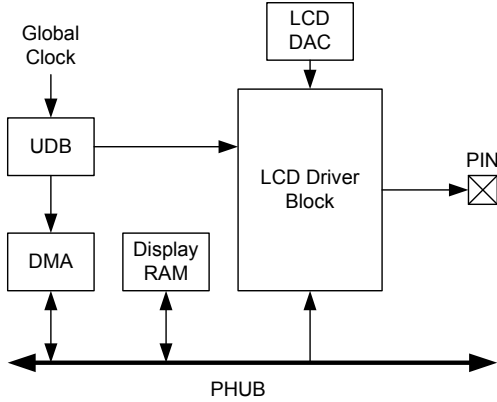 LCD
DAC
Global
Clock
UDB
LCD Driver
Block
PIN
DMA
Display
RAM
PHUB